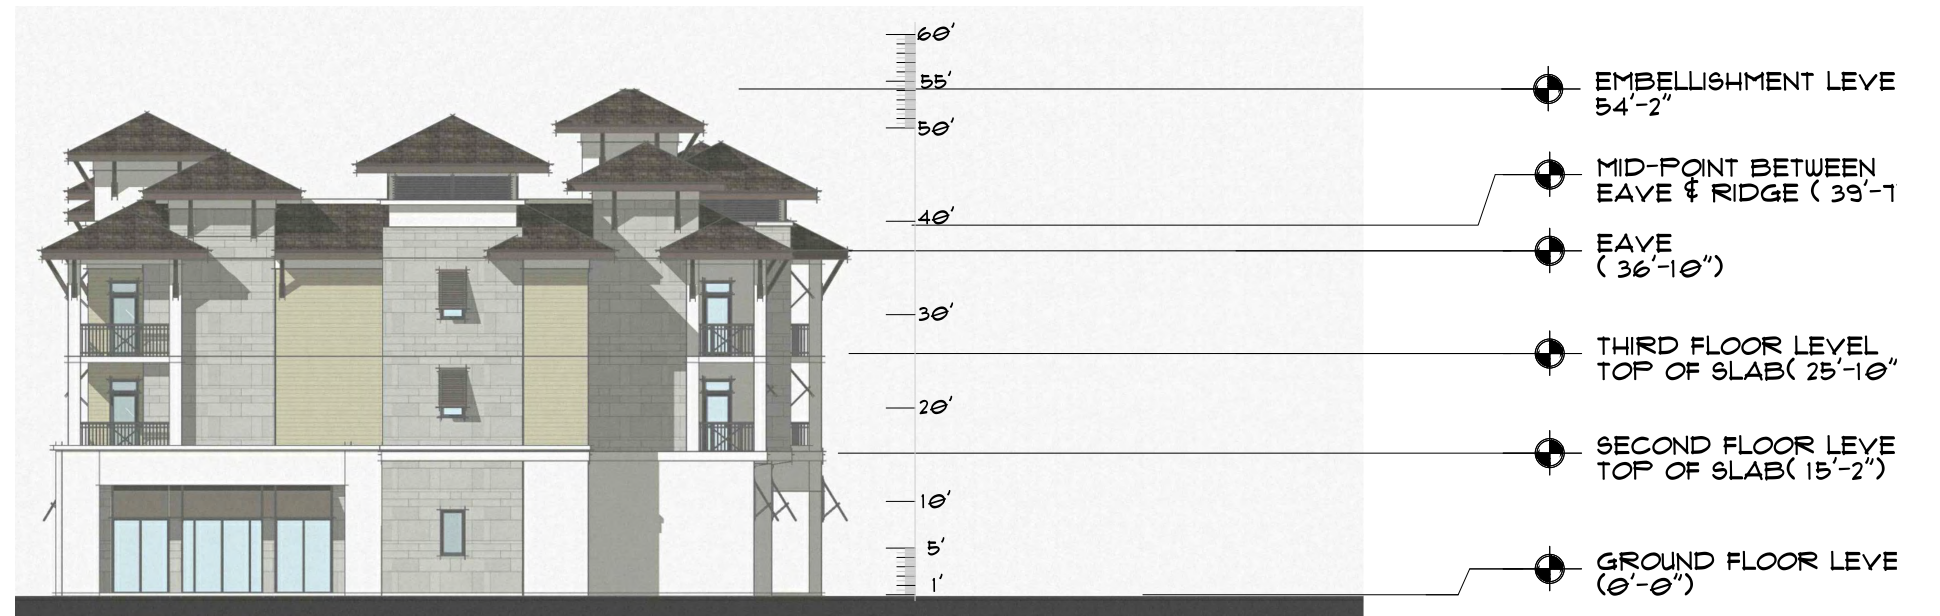 60'
55'
50'
40'
30'
20'
10'
5'
1'
EMBELLISHMENT LEVE
54'-2"
MID-POINT BETWEEN
EAVE & RIDGE ( 39'-7
EAVE
( 36'-10")
THIRD FLOOR LEVEL
TOP OF SLAB( 25'-10"
SECOND FLOOR LEVE
TOP OF SLAB( 15'-2")
GROUND FLOOR LEVE
(0'-0")